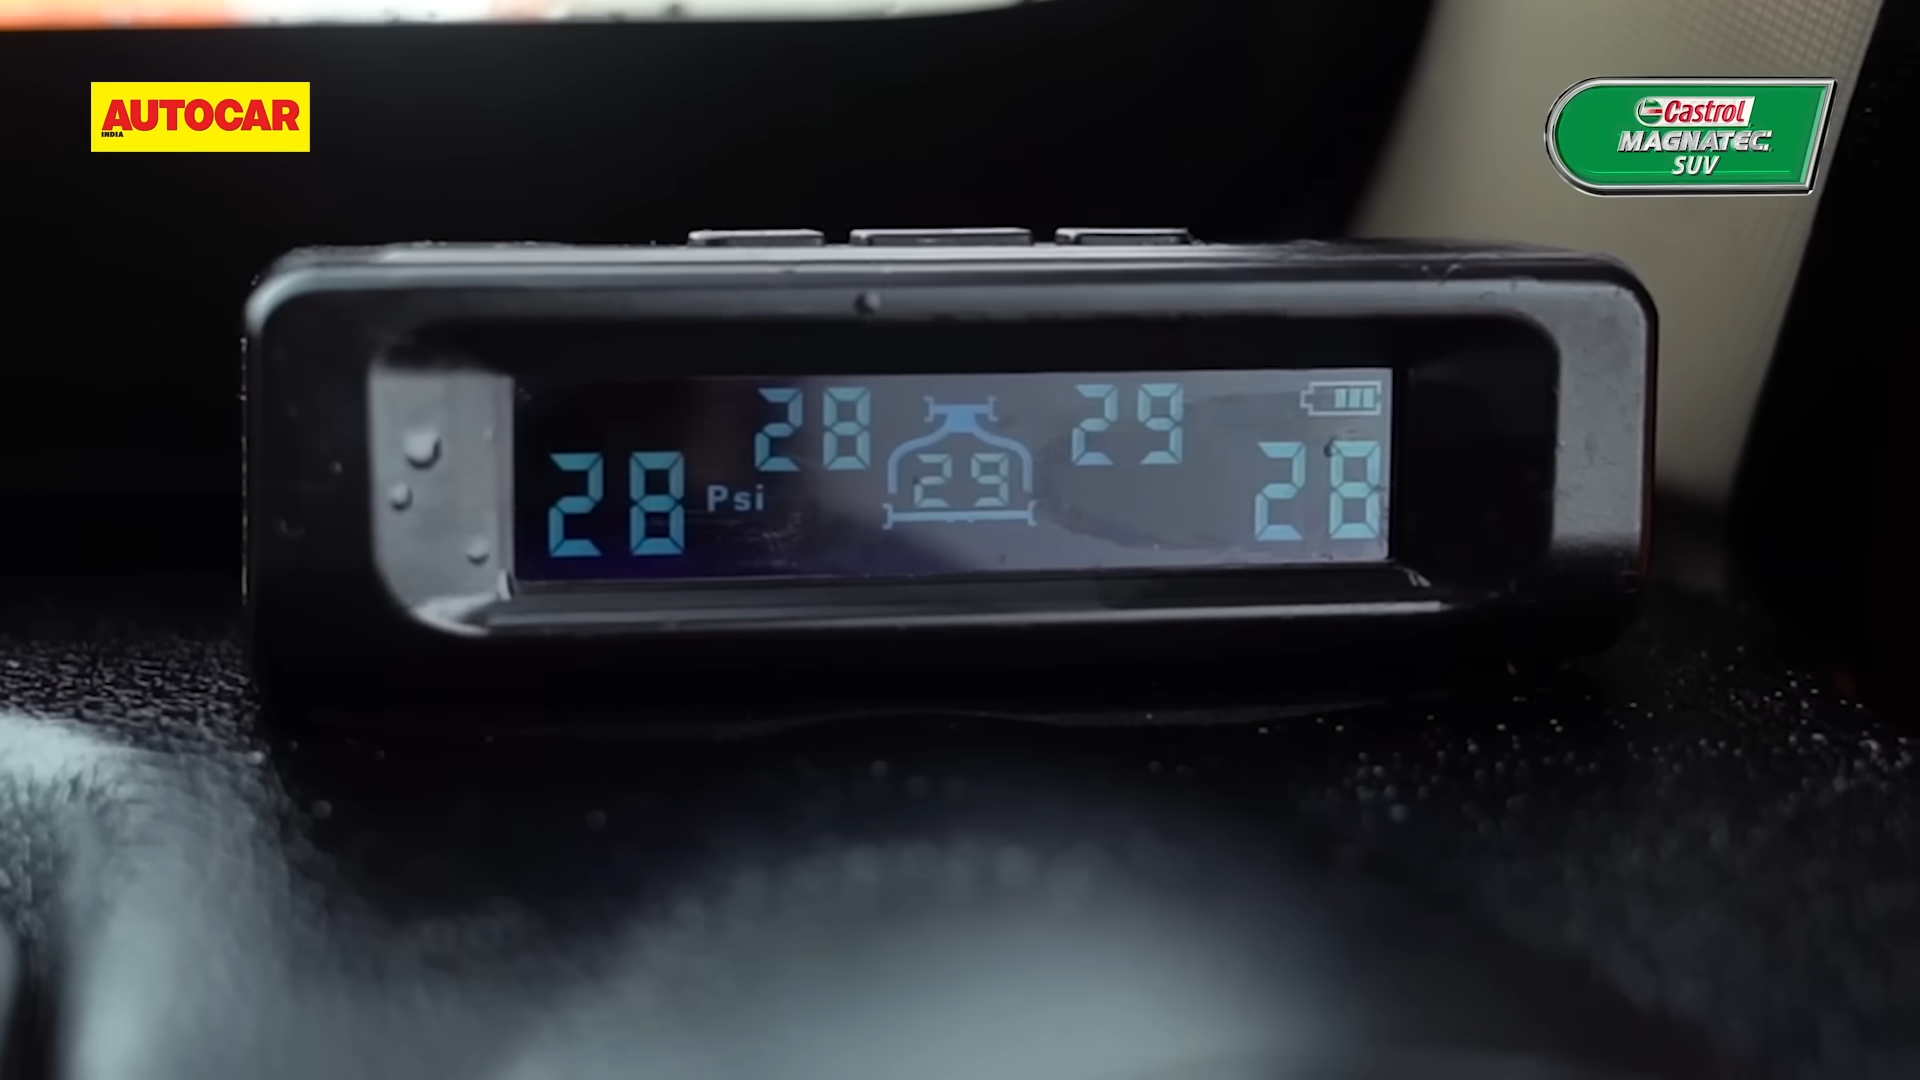 AUTOCAR
INDIA
Castrol
MAGNATEC
SUV
28 29
28 Psi 29 28